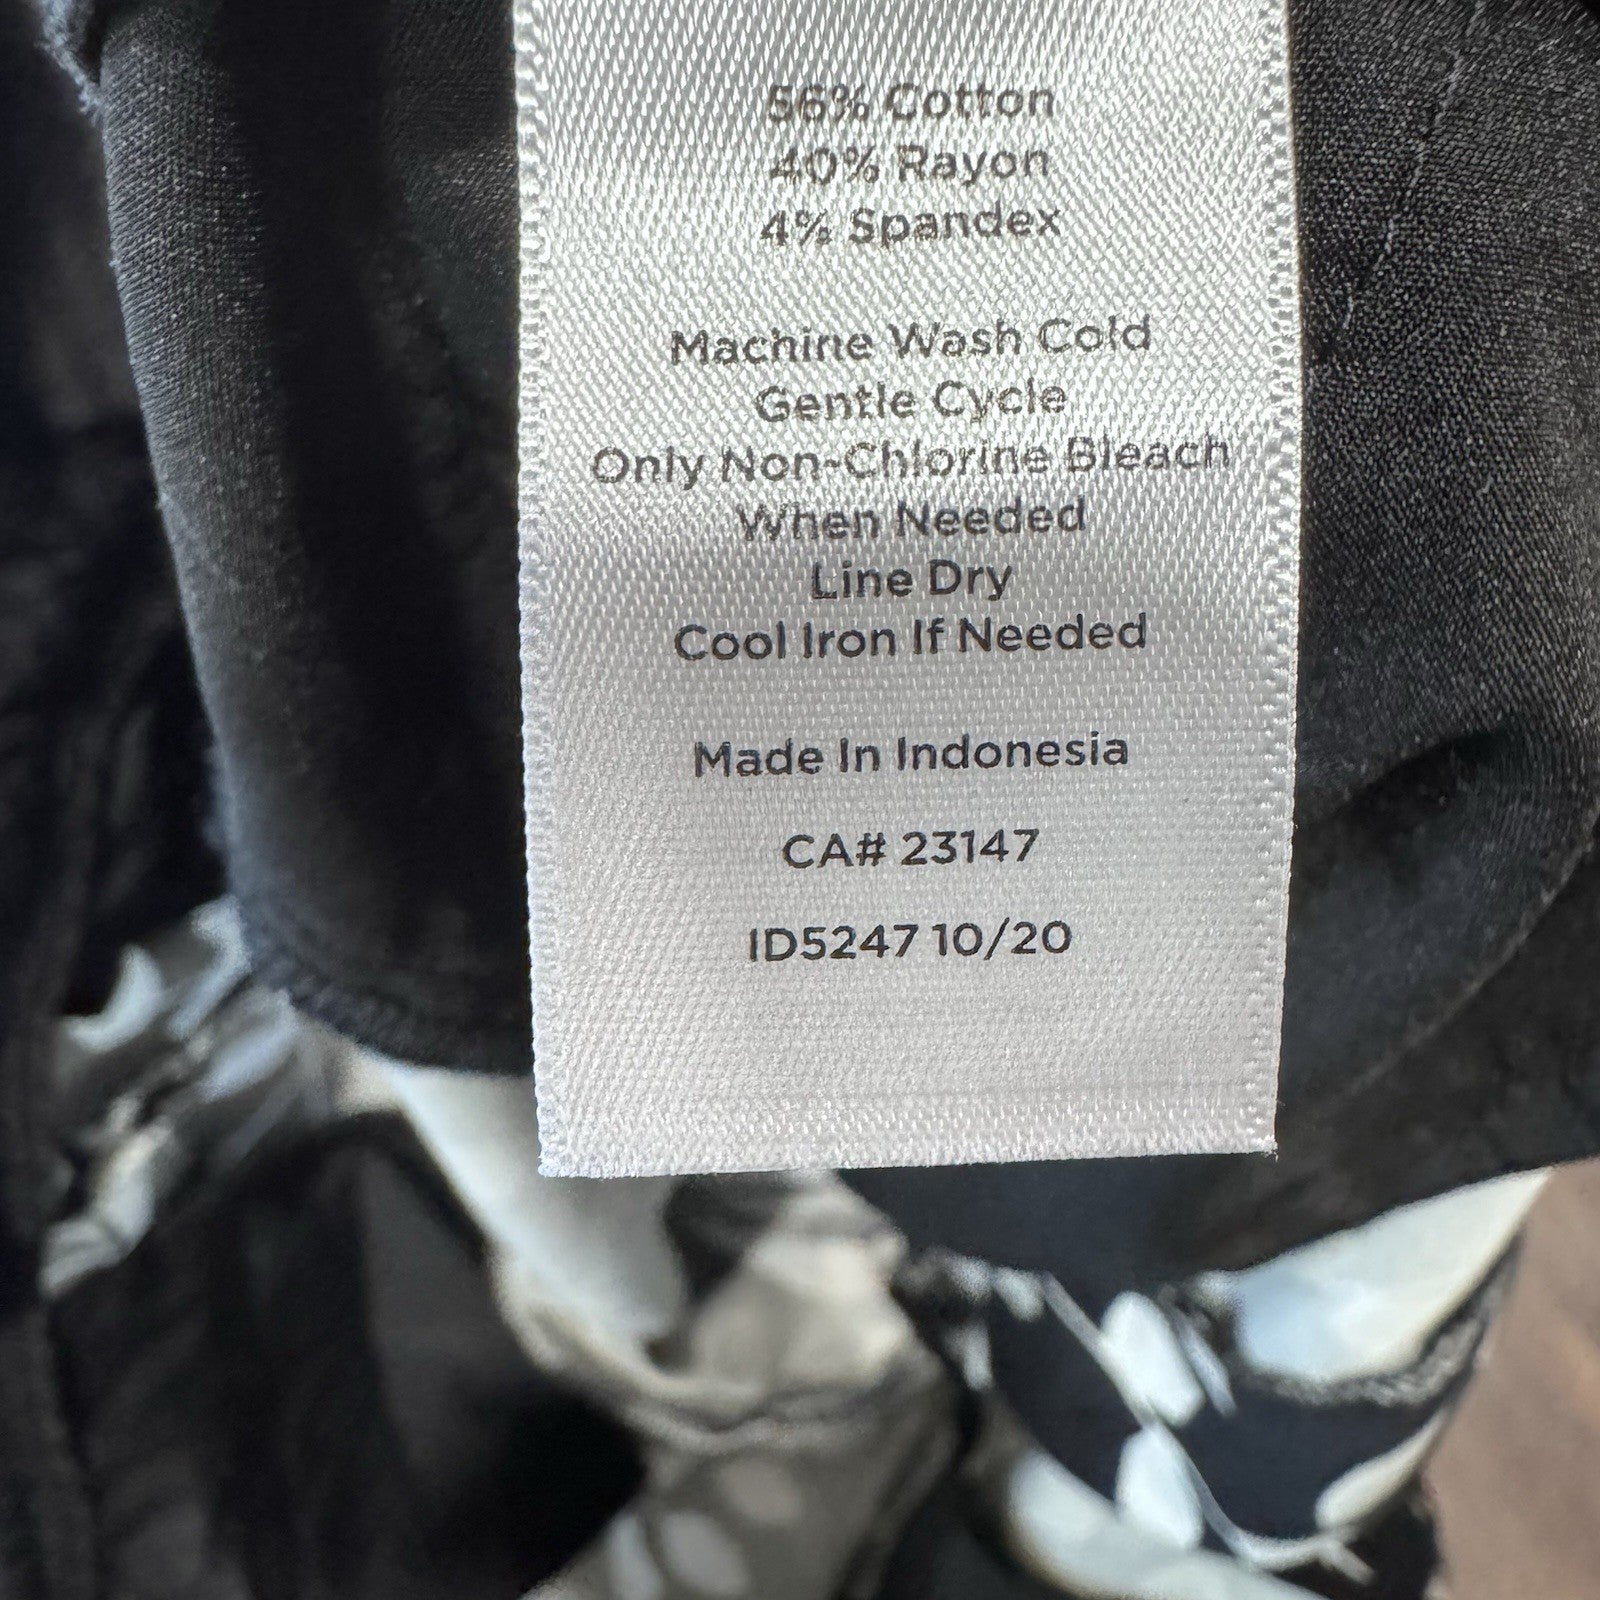 56% Cotton
40% Rayon
4% Spandex
Machine Wash Cold
Gentle Cycle
Only Non-Chlorine Bleach
When Needed
Line Dry
Cool Iron If Needed
Made In Indonesia
CA# 23147
ID5247 10/20